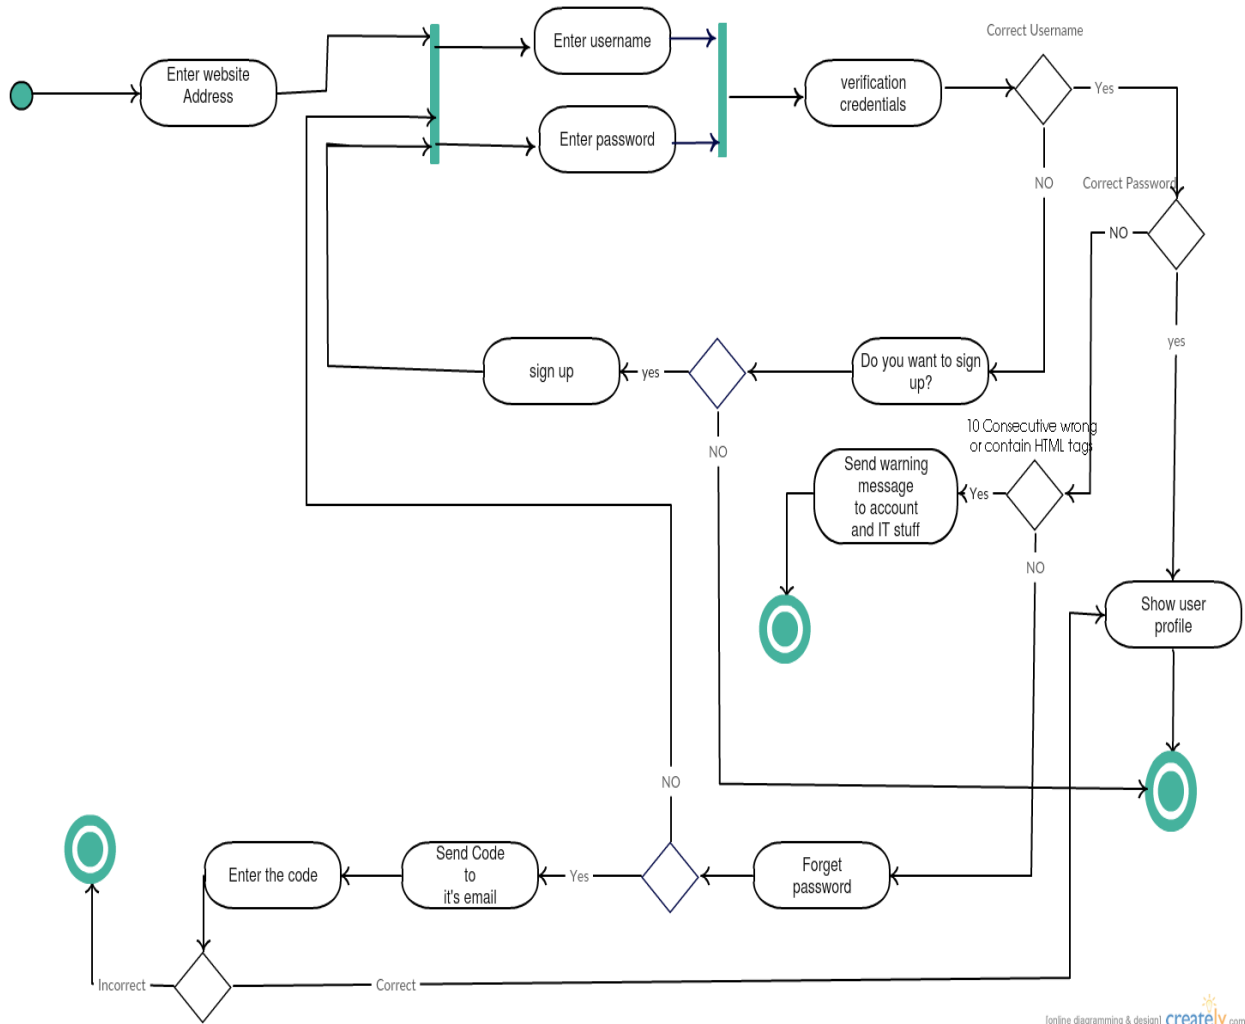 Correct Username
Enter website
Address
Enter username
Enter password
verification
credentials
Yes
NO
Correct Password
NO
yes
Do you want to sign
up?
yes
sign up
NO
10 Consecutive wrong
or contain HTML tags
Send warning
message
to account
and IT stuff
Yes
NO
Show user
profile
NO
Forget
password
Yes
Send Code
to
it's email
Enter the code
Incorrect
Correct
[online diagramming & design] creately.com